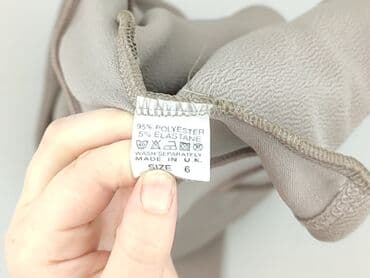 95% POLYESTER
5% ELASTANE
WASH SEPARATELY
MADE IN U.K.
SIZE 6